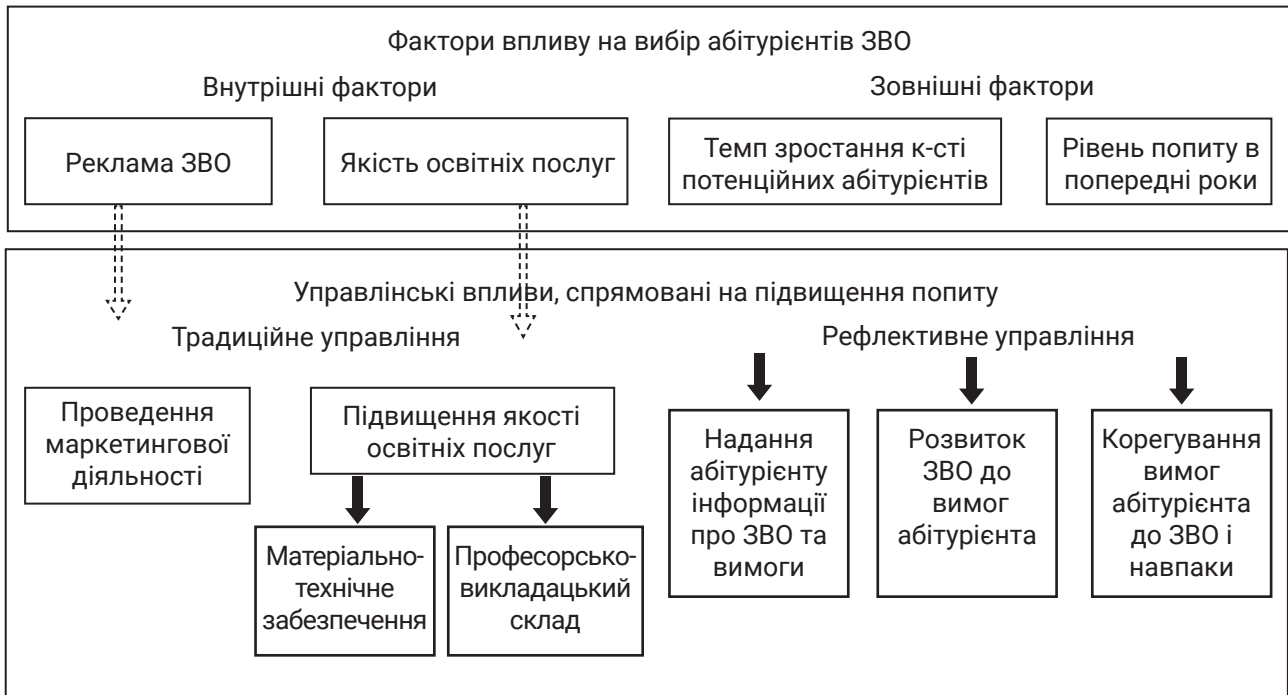 Фактори впливу на вибір абітурієнтів ЗВО
Внутрішні фактори
Зовнішні фактори
Реклама ЗВО
Якість освітніх послуг
Темп зростання к-сті
потенційних абітурієнтів
Рівень попиту в
попередні роки
Управлінські впливи, спрямовані на підвищення попиту
Традиційне управління
Рефлективне управління
Проведення
маркетингової
діяльності
Підвищення якості
освітніх послуг
Матеріально-
технічне
забезпечення
Професорсько-
викладацький
склад
Надання
абітурієнту
інформації
про ЗВО та
вимоги
Розвиток
ЗВО до
вимог
абітурієнта
Корегування
вимог
абітурієнта
до ЗВО і
навпаки